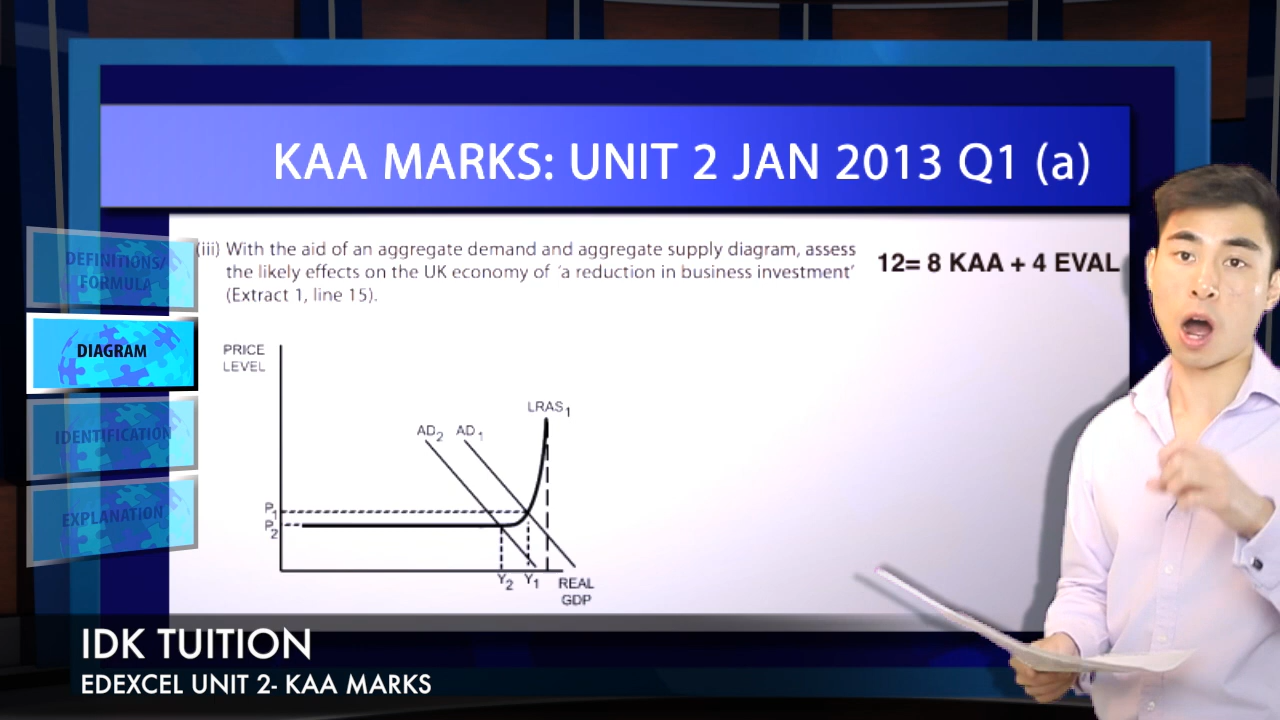 KAA MARKS: UNIT 2 JAN 2013 Q1 (a)
(iii) With the aid of an aggregate demand and aggregate supply diagram, assess
the likely effects on the UK economy of 'a reduction in business investment'
(Extract 1, line 15).
12= 8 KAA + 4 EVAL
DEFINITIONS/
FORMULA
DIAGRAM
IDENTIFICATION
EXPLANATION
PRICE
LEVEL
LRAS1
AD2 AD1
P1
P2
Y2 Y1
REAL
GDP
IDK TUITION
EDEXCEL UNIT 2- KAA MARKS